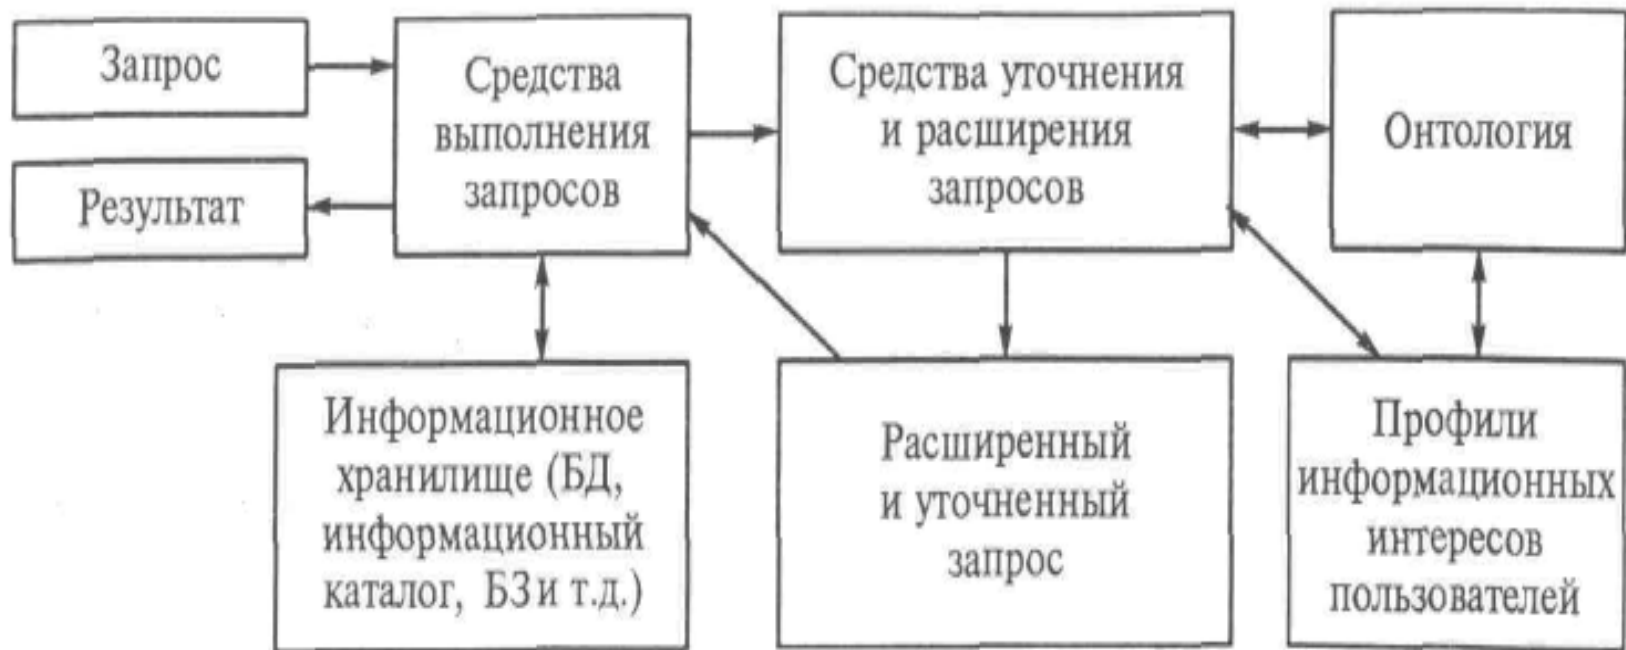 Запрос
Результат
Средства
выполнения
запросов
Средства уточнения
и расширения
запросов
Онтология
Информационное
хранилище (БД,
информационный
каталог, БЗ и т.д.)
Расширенный
и уточненный
запрос
Профили
информационных
интересов
пользователей